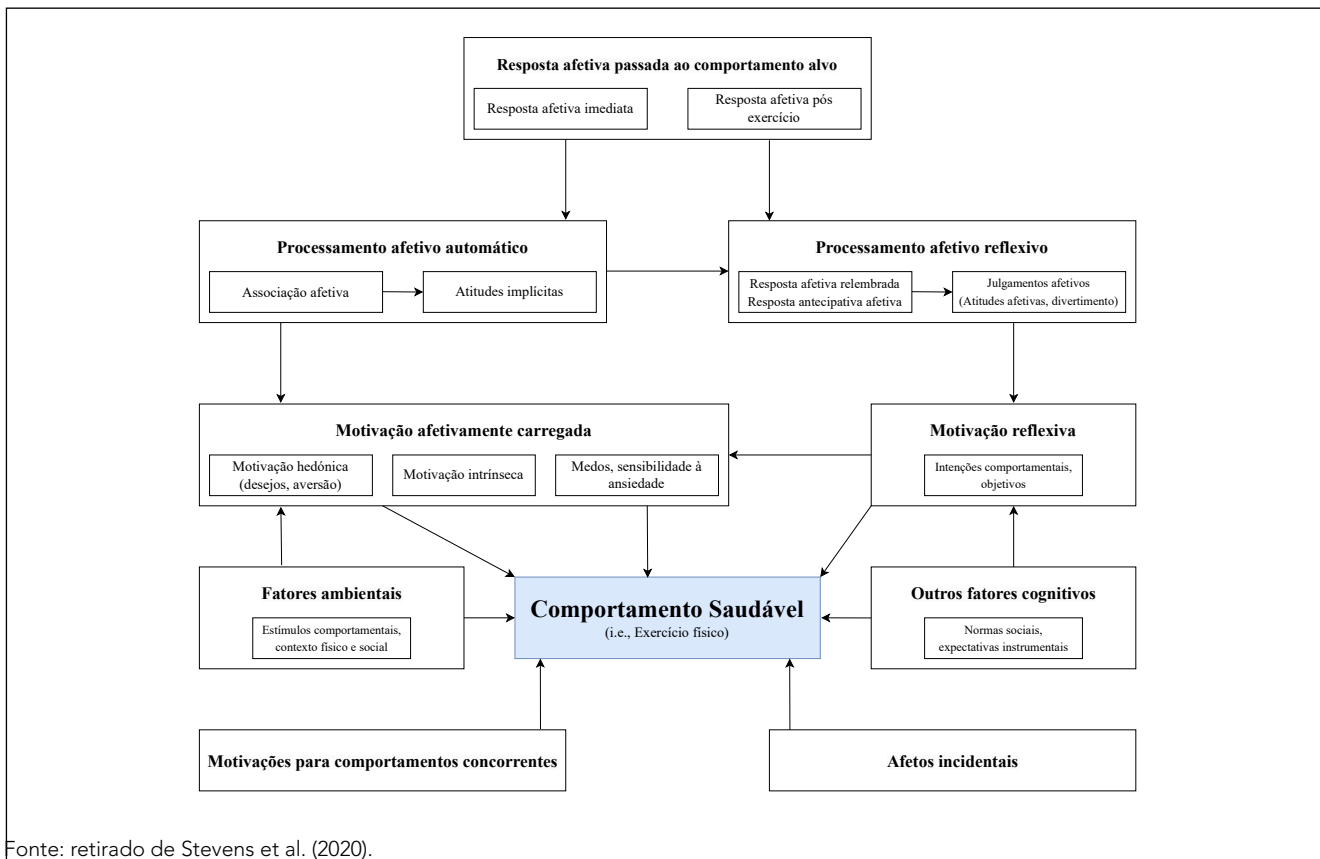 Resposta afetiva passada ao comportamento alvo
Resposta afetiva imediata
Resposta afetiva pós
exercício
Processamento afetivo automático
Associação afetiva
Atitudes implícitas
Processamento afetivo reflexivo
Resposta afetiva relembrada
Resposta antecipativa afetiva
Julgamentos afetivos
(Atitudes afetivas, divertimento)
Motivação afetivamente carregada
Motivação hedónica
(desejos, aversão)
Motivação intrínseca
Medos, sensibilidade à
ansiedade
Motivação reflexiva
Intenções comportamentais,
objetivos
Fatores ambientais
Estímulos comportamentais,
contexto físico e social
Comportamento Saudável
(i.e., Exercício físico)
Outros fatores cognitivos
Normas sociais,
expectativas instrumentais
Motivações para comportamentos concorrentes
Afetos incidentais
Fonte: retirado de Stevens et al. (2020).